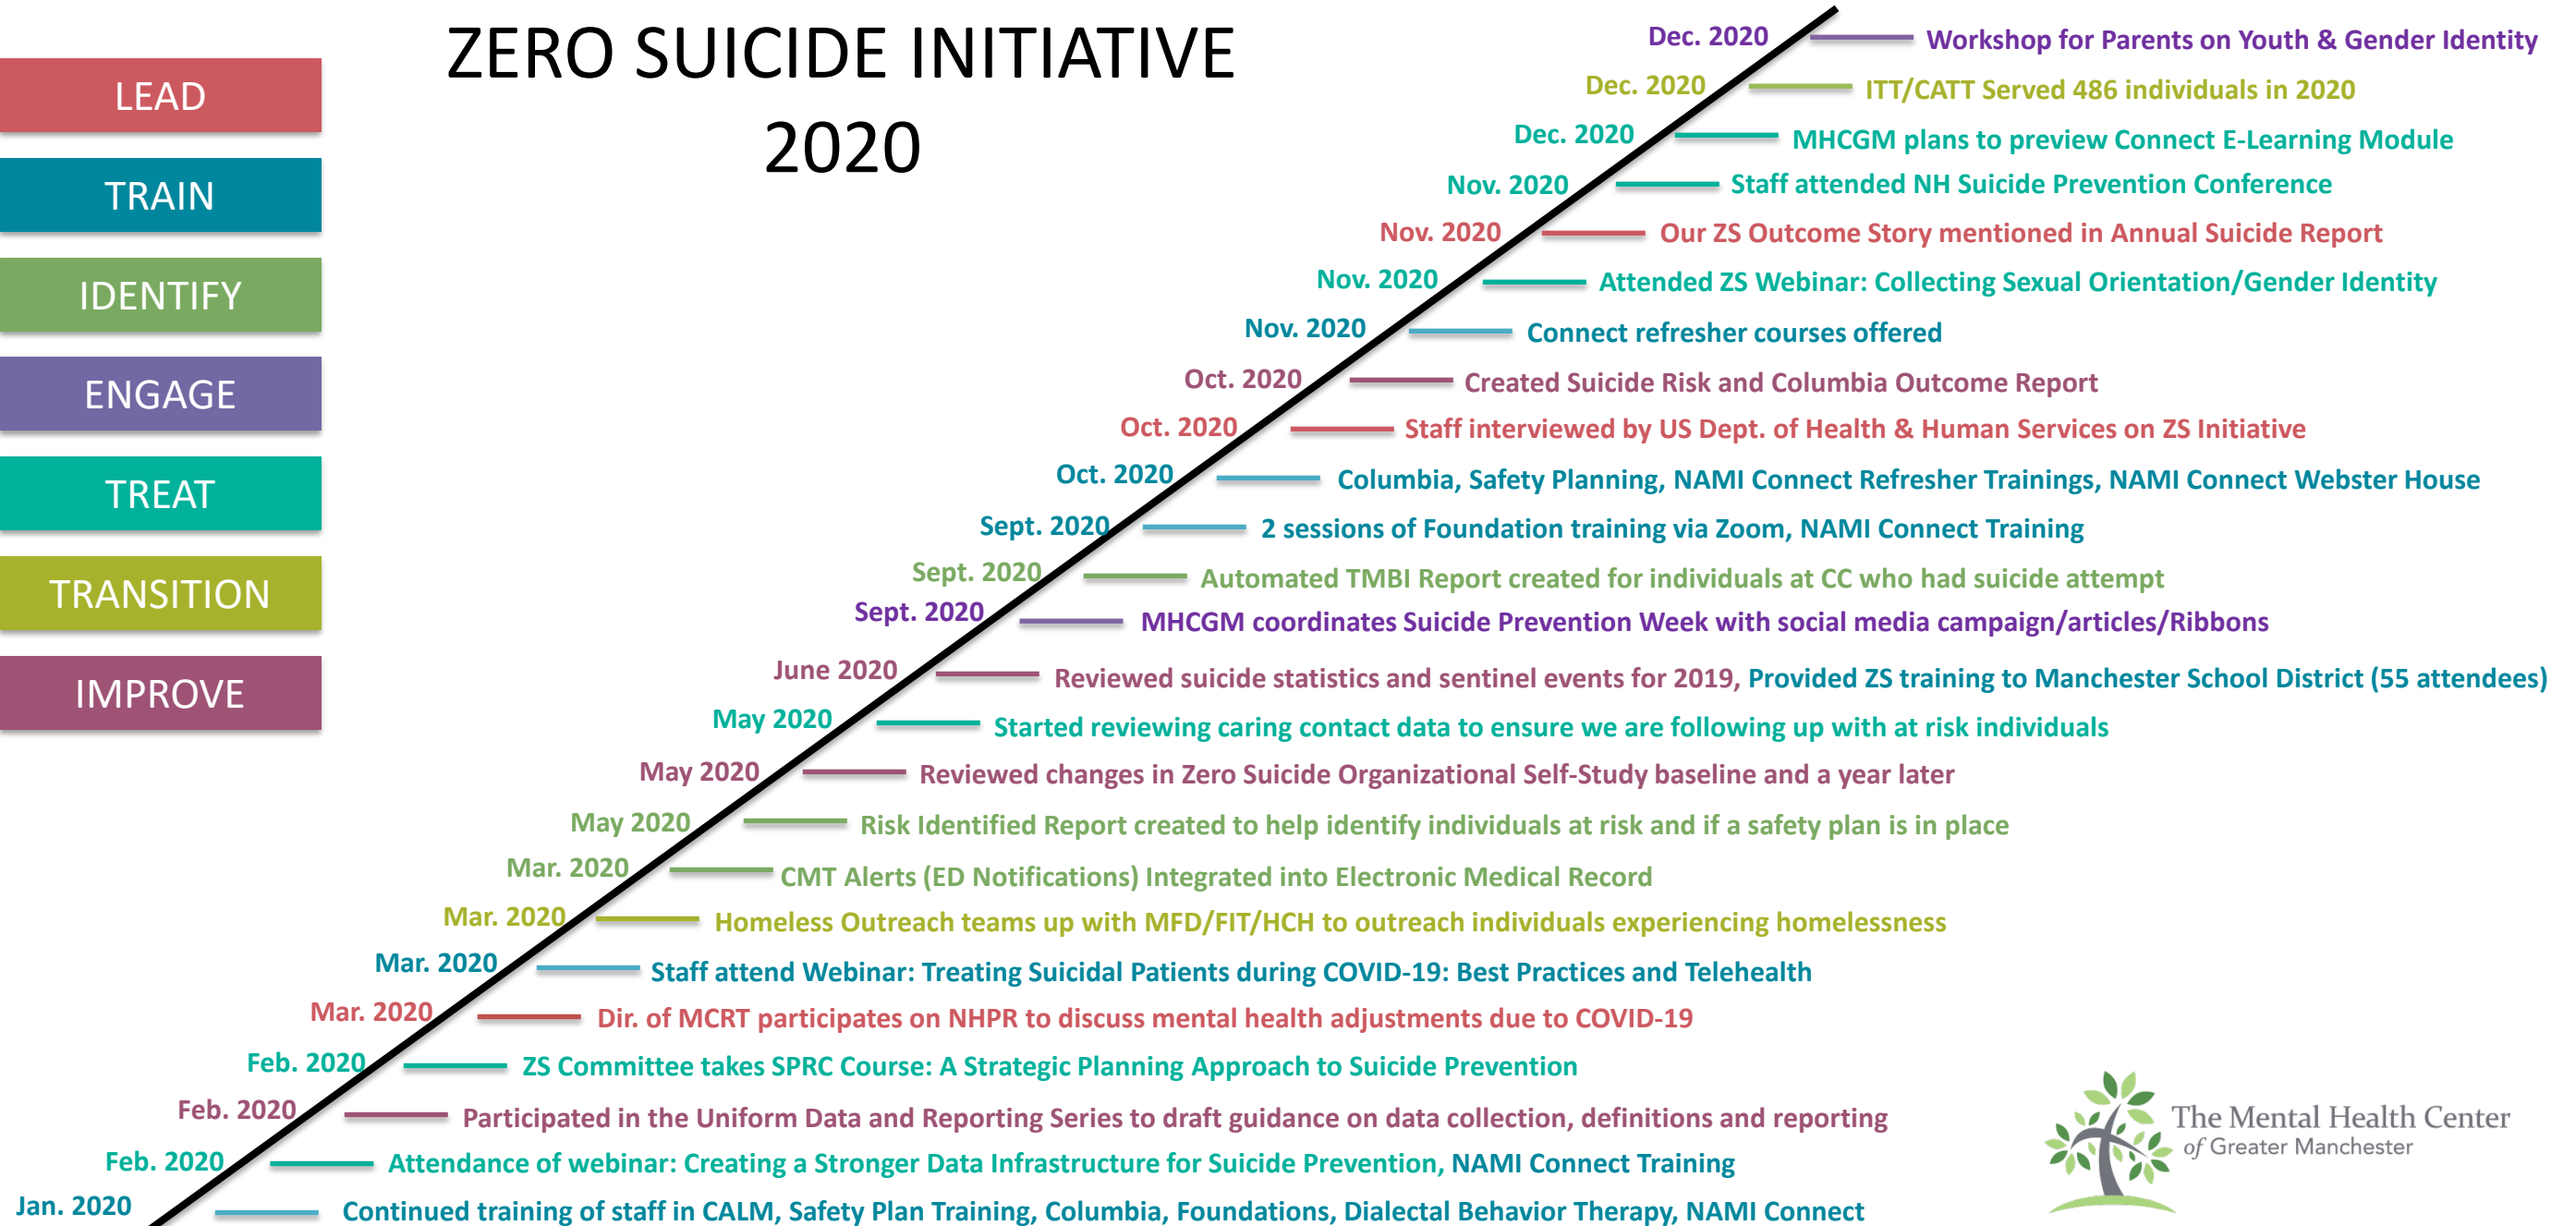 ZERO SUICIDE INITIATIVE
2020
LEAD
TRAIN
IDENTIFY
ENGAGE
TREAT
TRANSITION
IMPROVE
Dec. 2020 Workshop for Parents on Youth & Gender Identity
Dec. 2020 ITT/CATT Served 486 individuals in 2020
Dec. 2020 MHCGM plans to preview Connect E-Learning Module
Nov. 2020 Staff attended NH Suicide Prevention Conference
Nov. 2020 Our ZS Outcome Story mentioned in Annual Suicide Report
Nov. 2020 Attended ZS Webinar: Collecting Sexual Orientation/Gender Identity
Nov. 2020 Connect refresher courses offered
Oct. 2020 Created Suicide Risk and Columbia Outcome Report
Oct. 2020 Staff interviewed by US Dept. of Health & Human Services on ZS Initiative
Oct. 2020 Columbia, Safety Planning, NAMI Connect Refresher Trainings, NAMI Connect Webster House
Sept. 2020 2 sessions of Foundation training via Zoom, NAMI Connect Training
Sept. 2020 Automated TMBI Report created for individuals at CC who had suicide attempt
Sept. 2020 MHCGM coordinates Suicide Prevention Week with social media campaign/articles/Ribbons
June 2020 Reviewed suicide statistics and sentinel events for 2019, Provided ZS training to Manchester School District (55 attendees)
May 2020 Started reviewing caring contact data to ensure we are following up with at risk individuals
May 2020 Reviewed changes in Zero Suicide Organizational Self-Study baseline and a year later
May 2020 Risk Identified Report created to help identify individuals at risk and if a safety plan is in place
Mar. 2020 CMT Alerts (ED Notifications) Integrated into Electronic Medical Record
Mar. 2020 Homeless Outreach teams up with MFD/FIT/HCH to outreach individuals experiencing homelessness
Mar. 2020 Staff attend Webinar: Treating Suicidal Patients during COVID-19: Best Practices and Telehealth
Mar. 2020 Dir. of MCRT participates on NHPR to discuss mental health adjustments due to COVID-19
Feb. 2020 ZS Committee takes SPRC Course: A Strategic Planning Approach to Suicide Prevention
Feb. 2020 Participated in the Uniform Data and Reporting Series to draft guidance on data collection, definitions and reporting
Feb. 2020 Attendance of webinar: Creating a Stronger Data Infrastructure for Suicide Prevention, NAMI Connect Training
Jan. 2020 Continued training of staff in CALM, Safety Plan Training, Columbia, Foundations, Dialectal Behavior Therapy, NAMI Connect
The Mental Health Center
of Greater Manchester